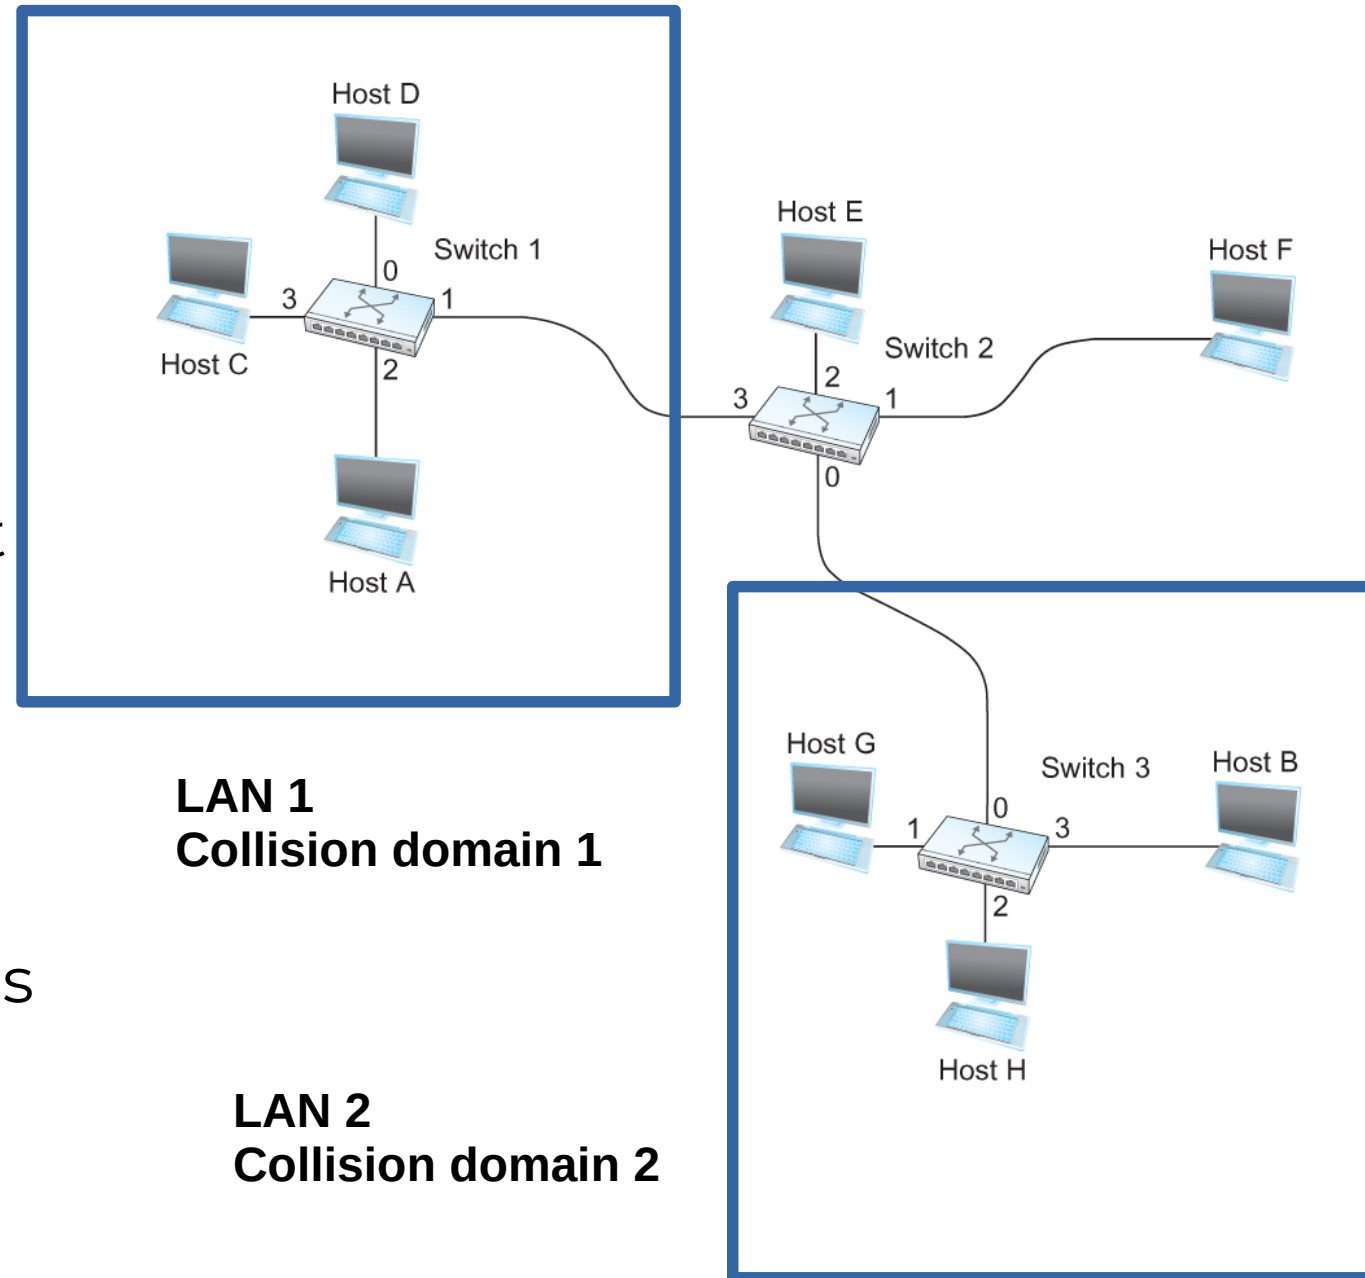 Host D
Host E
Switch 1
Host F
0
3
1
Host C
2
Switch 2
2
3
1
0
t
Host A
Host G
Switch 3
Host B
LAN 1
Collision domain 1
0
1
3
2
s
Host H
LAN 2
Collision domain 2